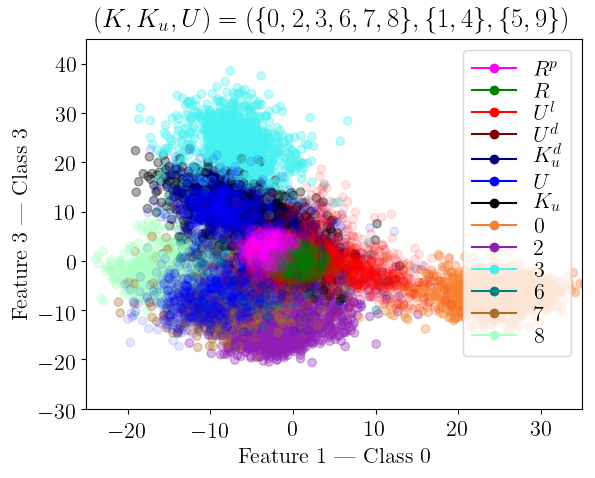 (K, K_u, U) = ({0, 2, 3, 6, 7, 8}, {1, 4}, {5, 9})
40
30
20
10
0
−10
−20
−30
Feature 3 — Class 3
−20
−10
0
10
20
30
Feature 1 — Class 0
R^p
R
U^l
U^d
K_u^d
U
K_u
0
2
3
6
7
8